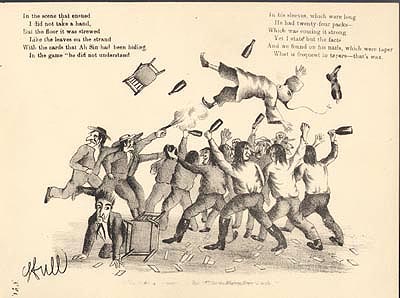 In the scene that ensued
I did not take a hand,
But the floor it was strewed
Like the leaves on the strand
With the cards that Ah Sin had been hiding,
In the game "he did not understand
In his sleeves, which were long
He had twenty-four packs—
Which was coming it strong
Yet I state but the facts
And we found on his nails, which were taper
What is frequent in tapers—that's wax.
Hull